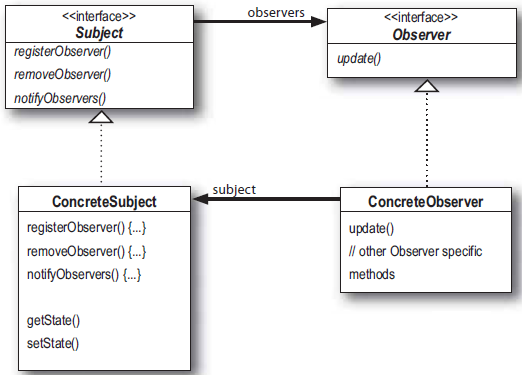 observers
<<interface>>
Subject
registerObserver()
removeObserver()
notifyObservers()
<<interface>>
Observer
update()
subject
ConcreteSubject
registerObserver() {...}
removeObserver() {...}
notifyObservers() {...}
getState()
setState()
ConcreteObserver
update()
// other Observer specific
methods